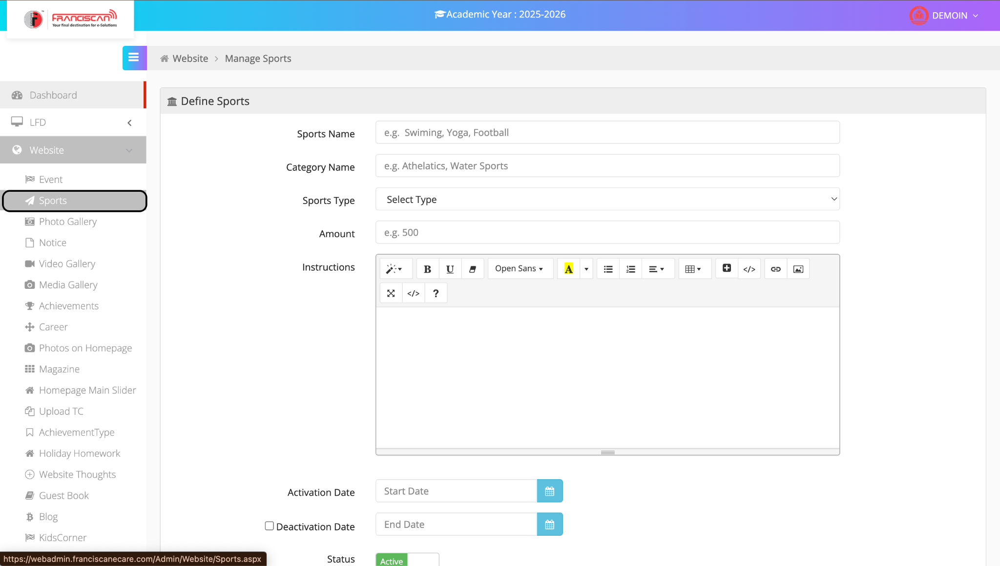 FRANCISCAN
Your final destination for e-Solutions
Academic Year : 2025-2026
DEMOIN
Website > Manage Sports
Dashboard
LFD
Website
Event
Sports
Photo Gallery
Notice
Video Gallery
Media Gallery
Achievements
Career
Photos on Homepage
Magazine
Homepage Main Slider
Upload TC
AchievementType
Holiday Homework
Website Thoughts
Guest Book
Blog
KidsCorner
https://webadmin.franciscanecare.com/Admin/Website/Sports.aspx
Define Sports
Sports Name
e.g.  Swiming, Yoga, Football
Category Name
e.g. Athelatics, Water Sports
Sports Type
Select Type
Amount
e.g. 500
Instructions
B U Open Sans A </>
</> ?
Activation Date
Start Date
Deactivation Date
End Date
Status
Active